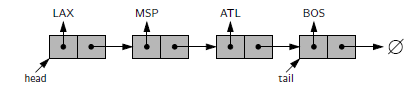 LAX MSP ATL BOS
∅
head tail